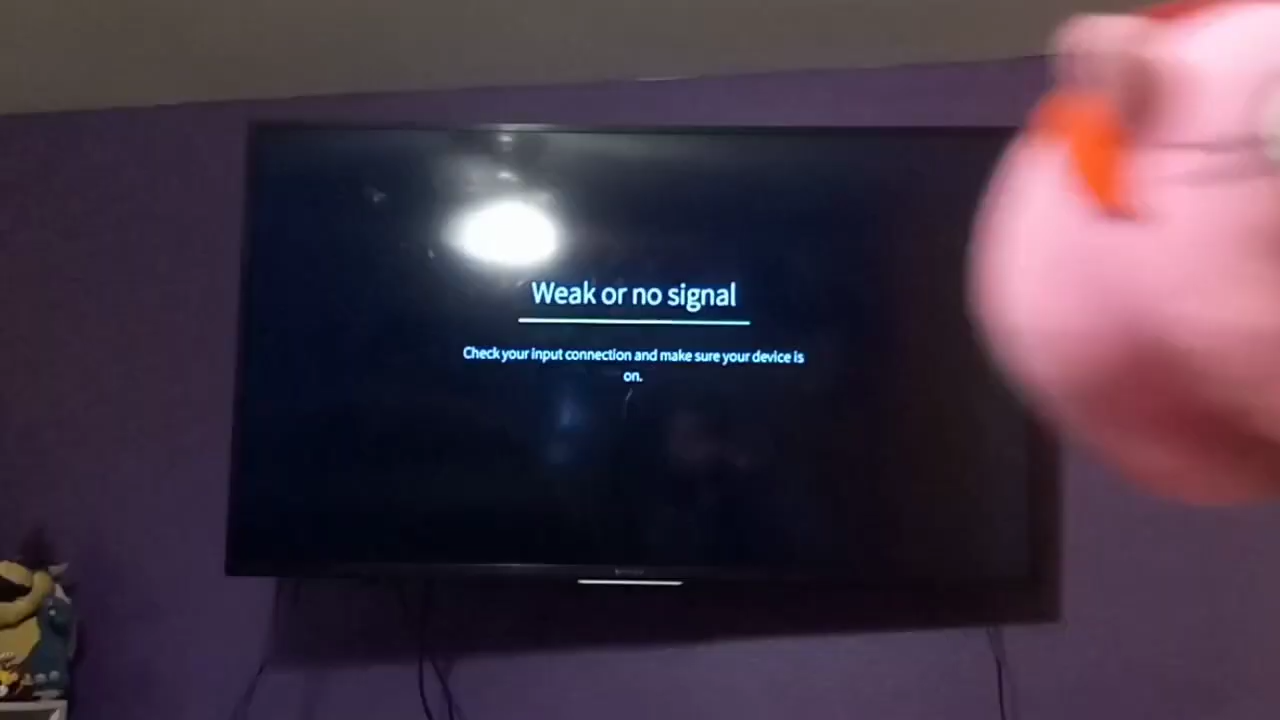 Weak or no signal
Check your input connection and make sure your device is
on.